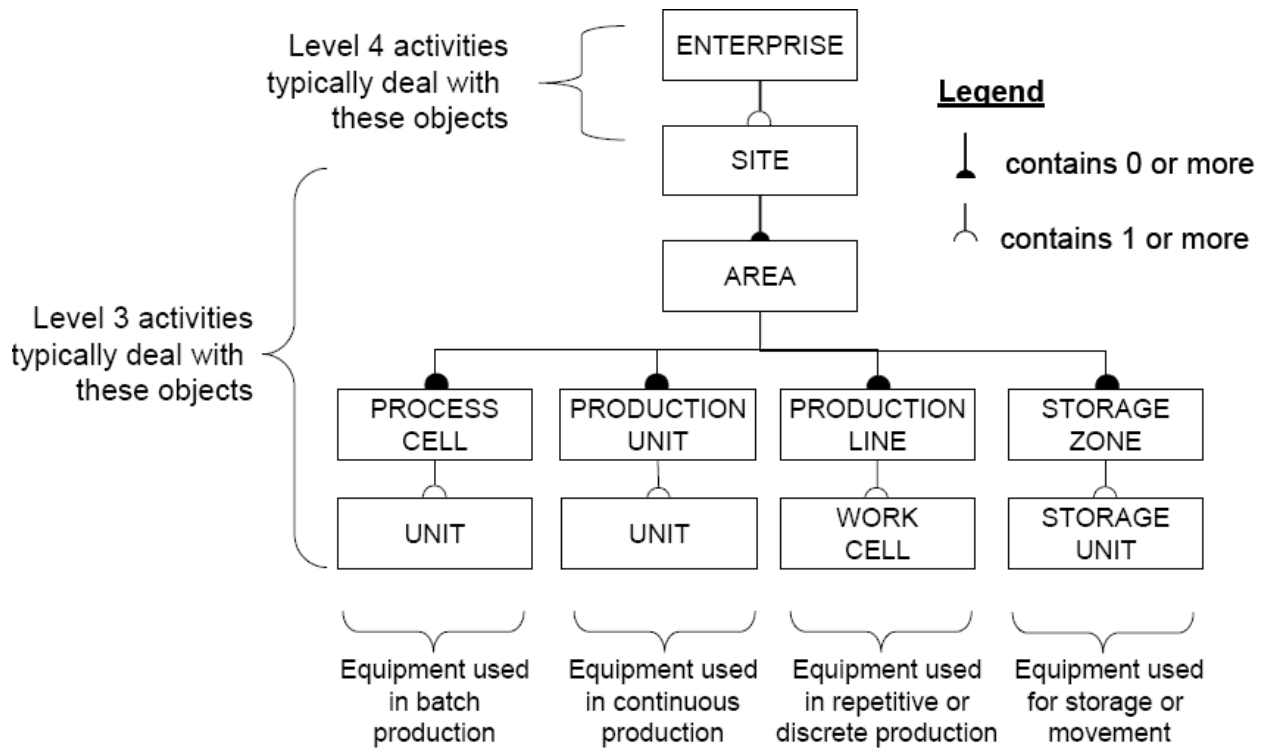 Level 4 activities
typically deal with
these objects
ENTERPRISE
SITE
Legend
contains 0 or more
contains 1 or more
Level 3 activities
typically deal with
these objects
AREA
PROCESS
CELL
PRODUCTION
UNIT
PRODUCTION
LINE
STORAGE
ZONE
UNIT
UNIT
WORK
CELL
STORAGE
UNIT
Equipment used
in batch
production
Equipment used
in continuous
production
Equipment used
in repetitive or
discrete production
Equipment used
for storage or
movement